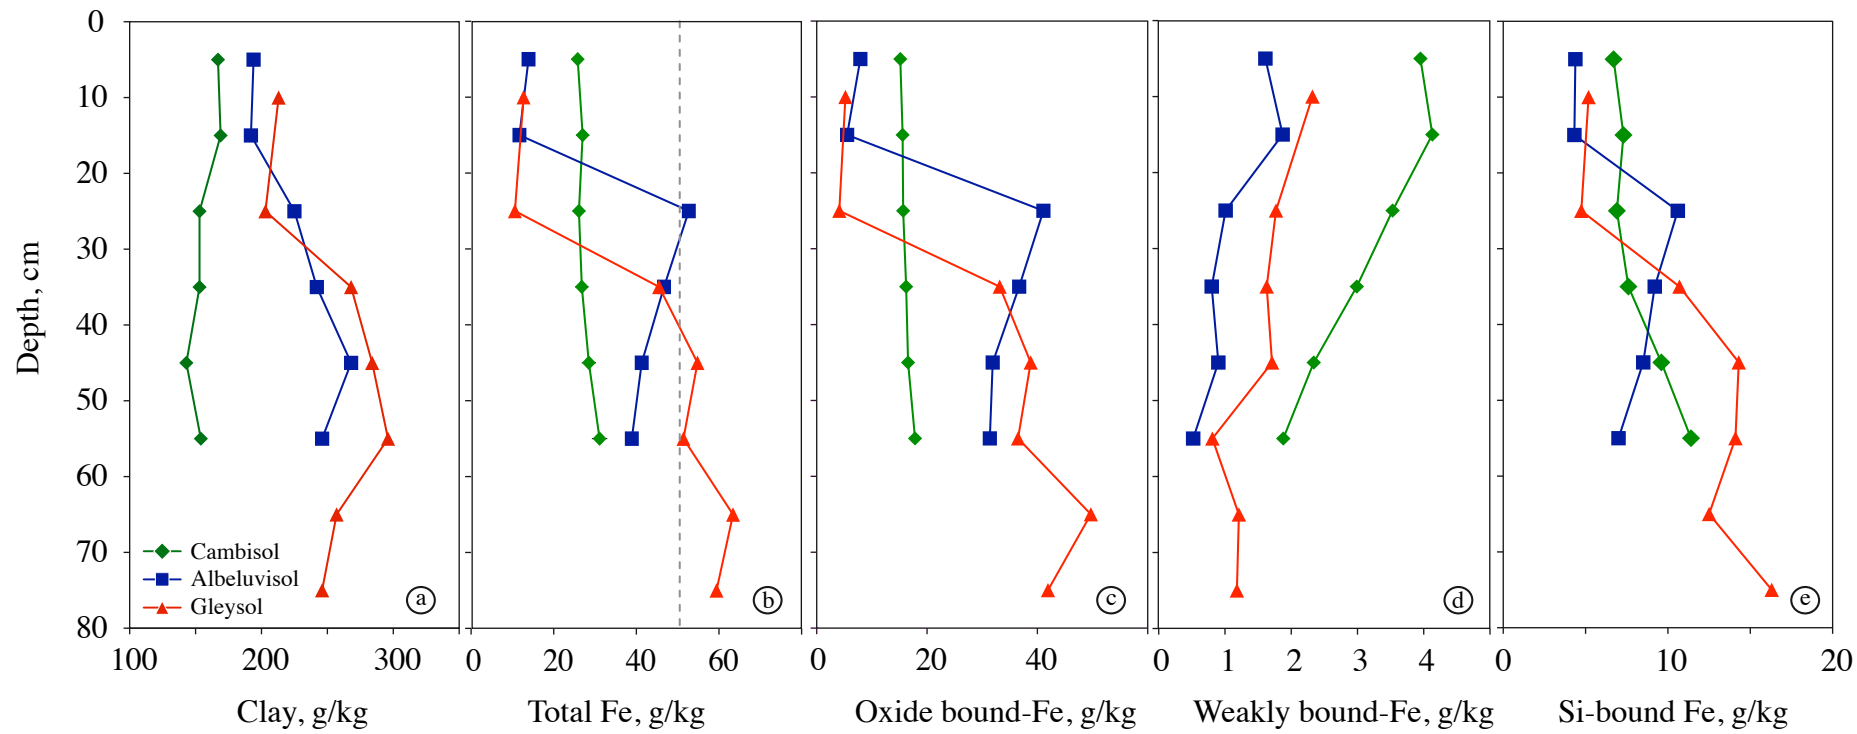 0
10
20
30
40
50
60
70
80
Depth, cm
Cambisol
Albeluvisol
Gleysol
a
b
c
d
e
100 200 300
0 20 40 60
0 20 40
0 1 2 3 4
0 10 20
Clay, g/kg
Total Fe, g/kg
Oxide bound-Fe, g/kg
Weakly bound-Fe, g/kg
Si-bound Fe, g/kg